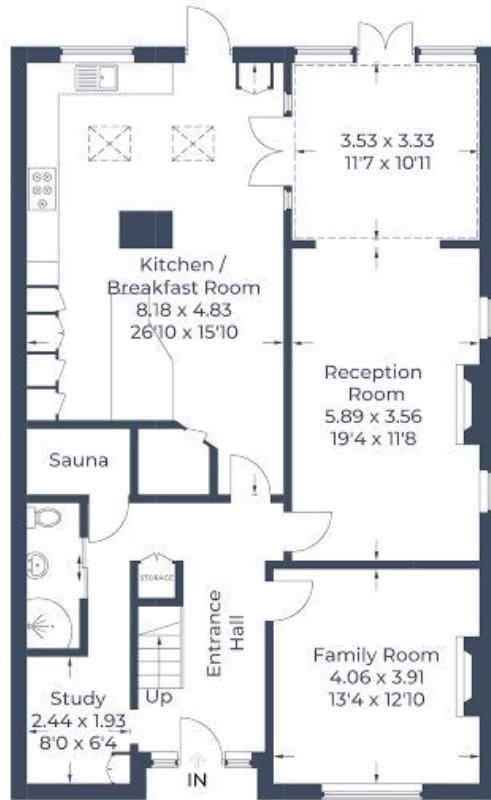 3.53 x 3.33
11'7 x 10'11
Kitchen /
Breakfast Room
8.18 x 4.83
26'10 x 15'10
Reception
Room
5.89 x 3.56
19'4 x 11'8
Sauna
STORAGE
Entrance
Hall
Family Room
4.06 x 3.91
13'4 x 12'10
Study
2.44 x 1.93
8'0 x 6'4
Up
IN